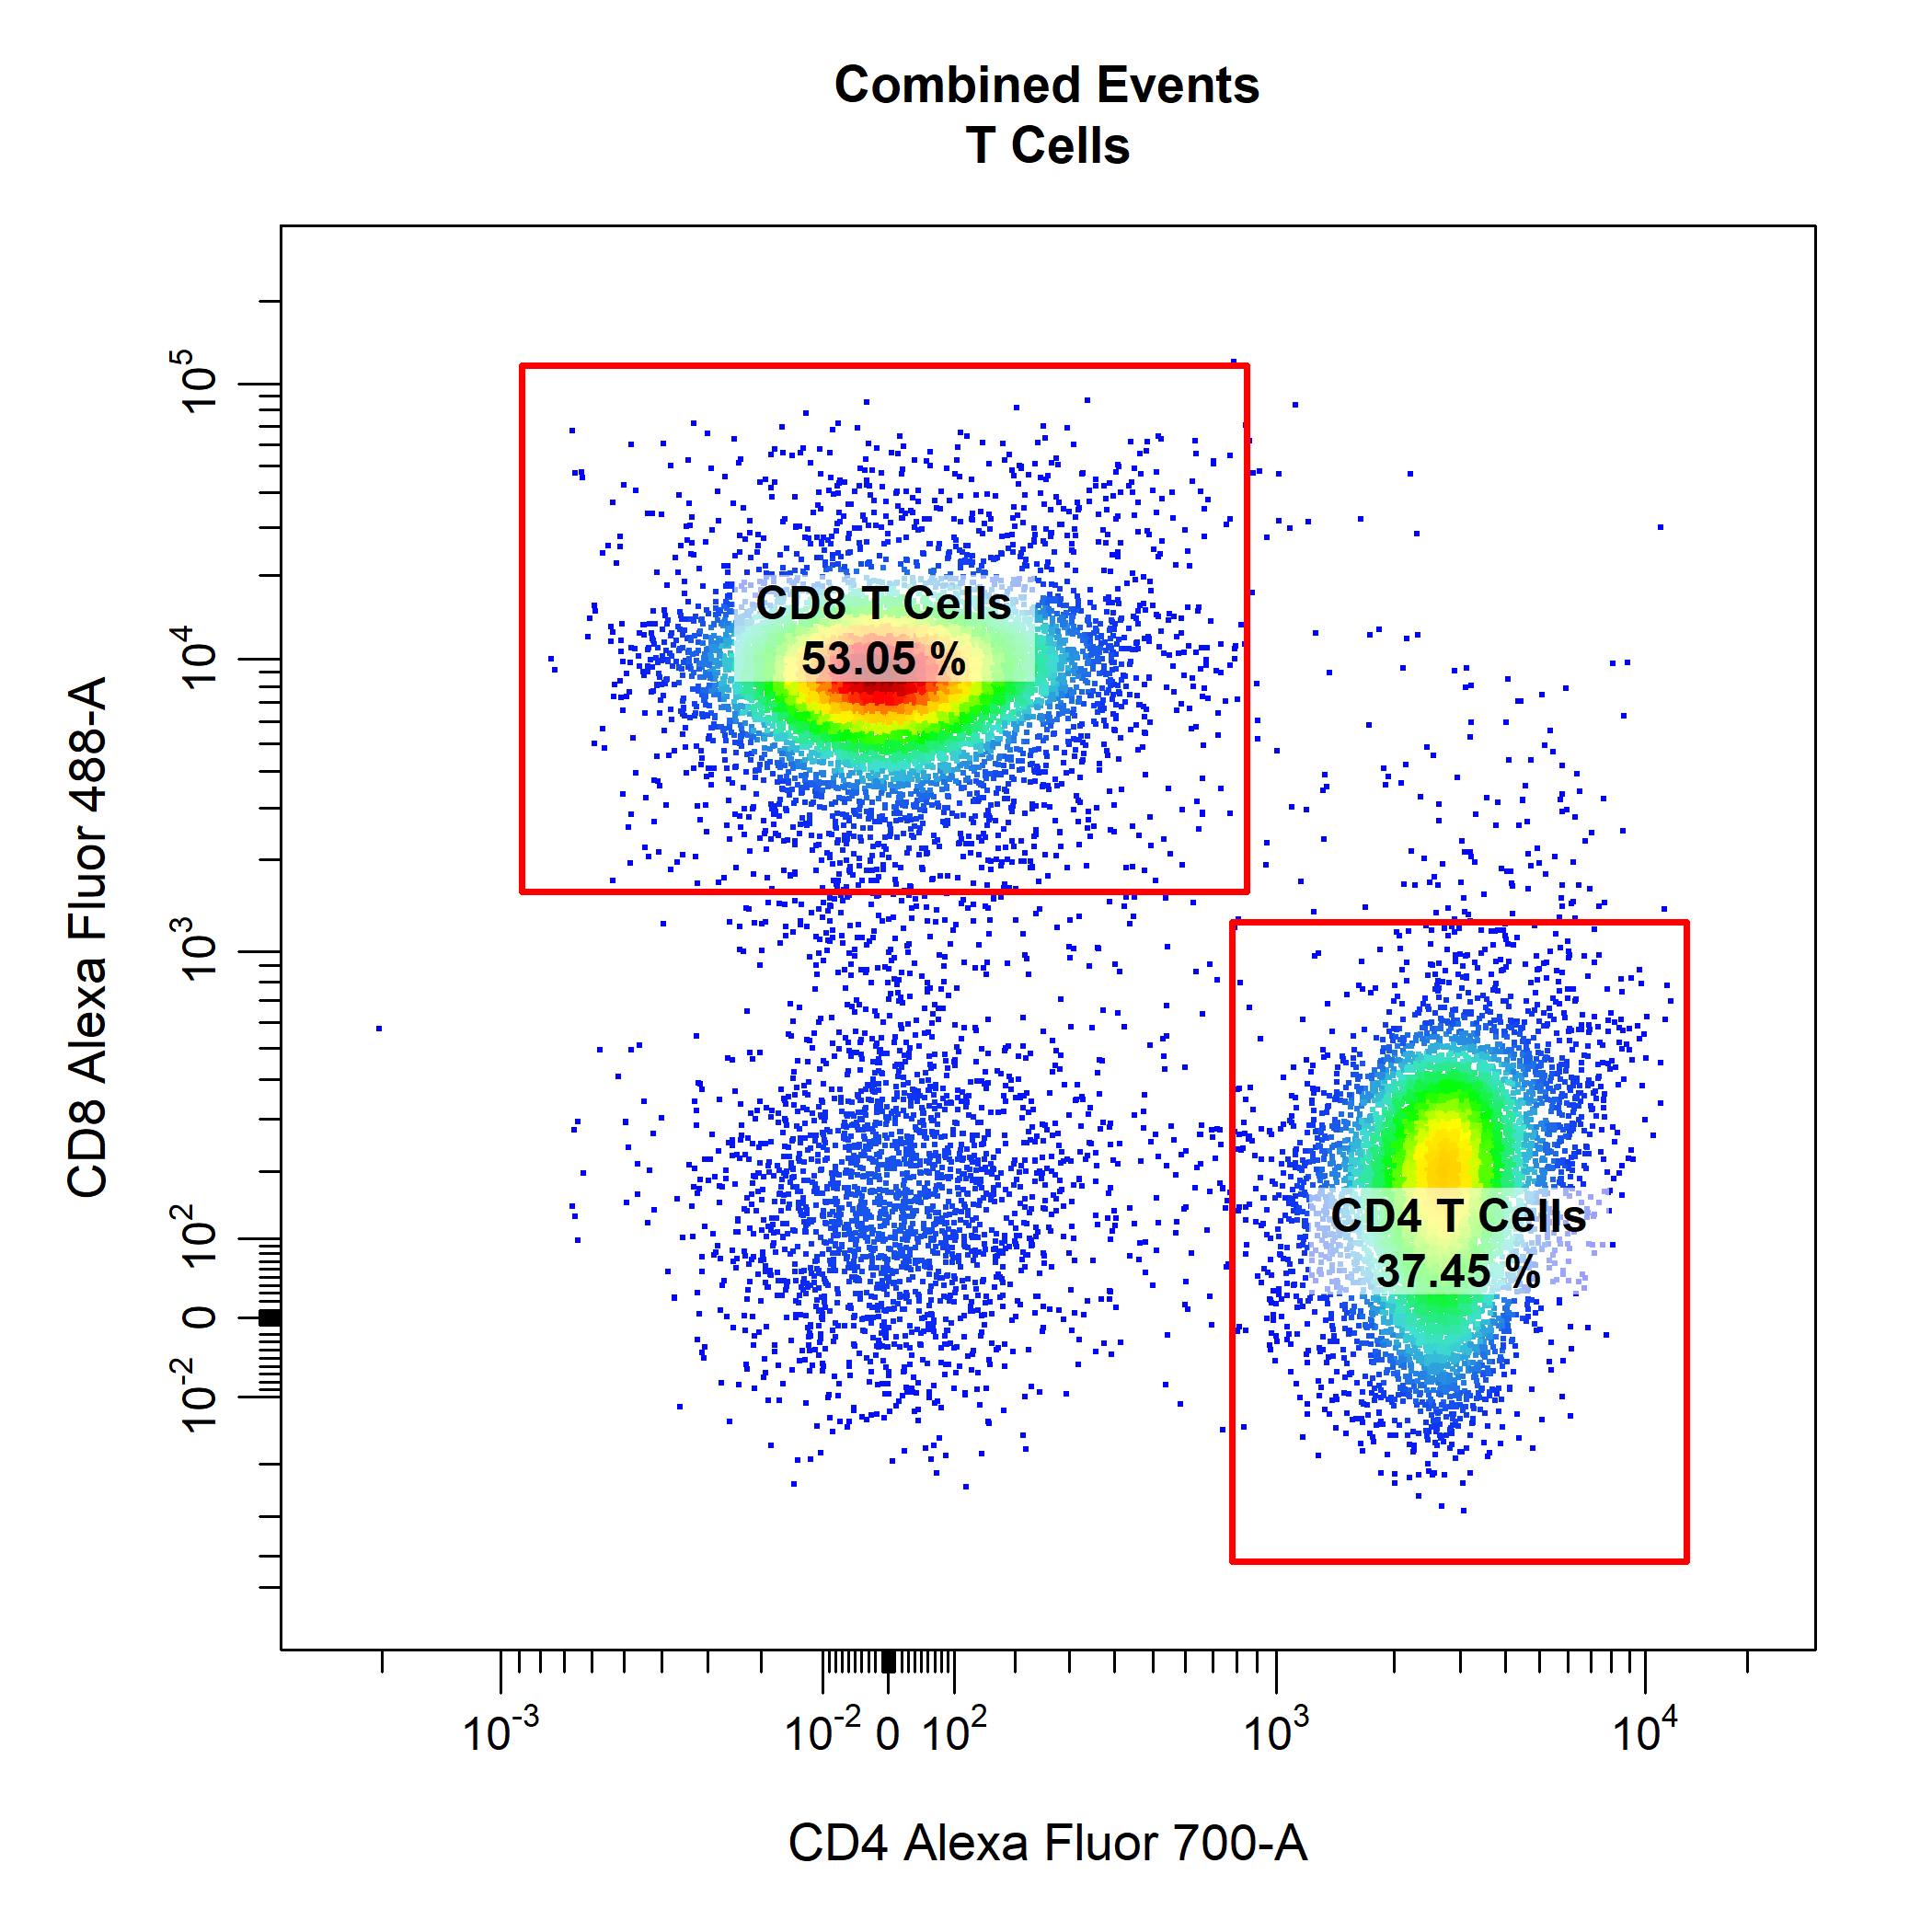 Combined Events
T Cells
CD8 Alexa Fluor 488-A
10^5
10^4
10^3
10^2
0
10^-2
CD8 T Cells
53.05 %
CD4 T Cells
37.45 %
10^-3 10^-2 0 10^2 10^3 10^4
CD4 Alexa Fluor 700-A